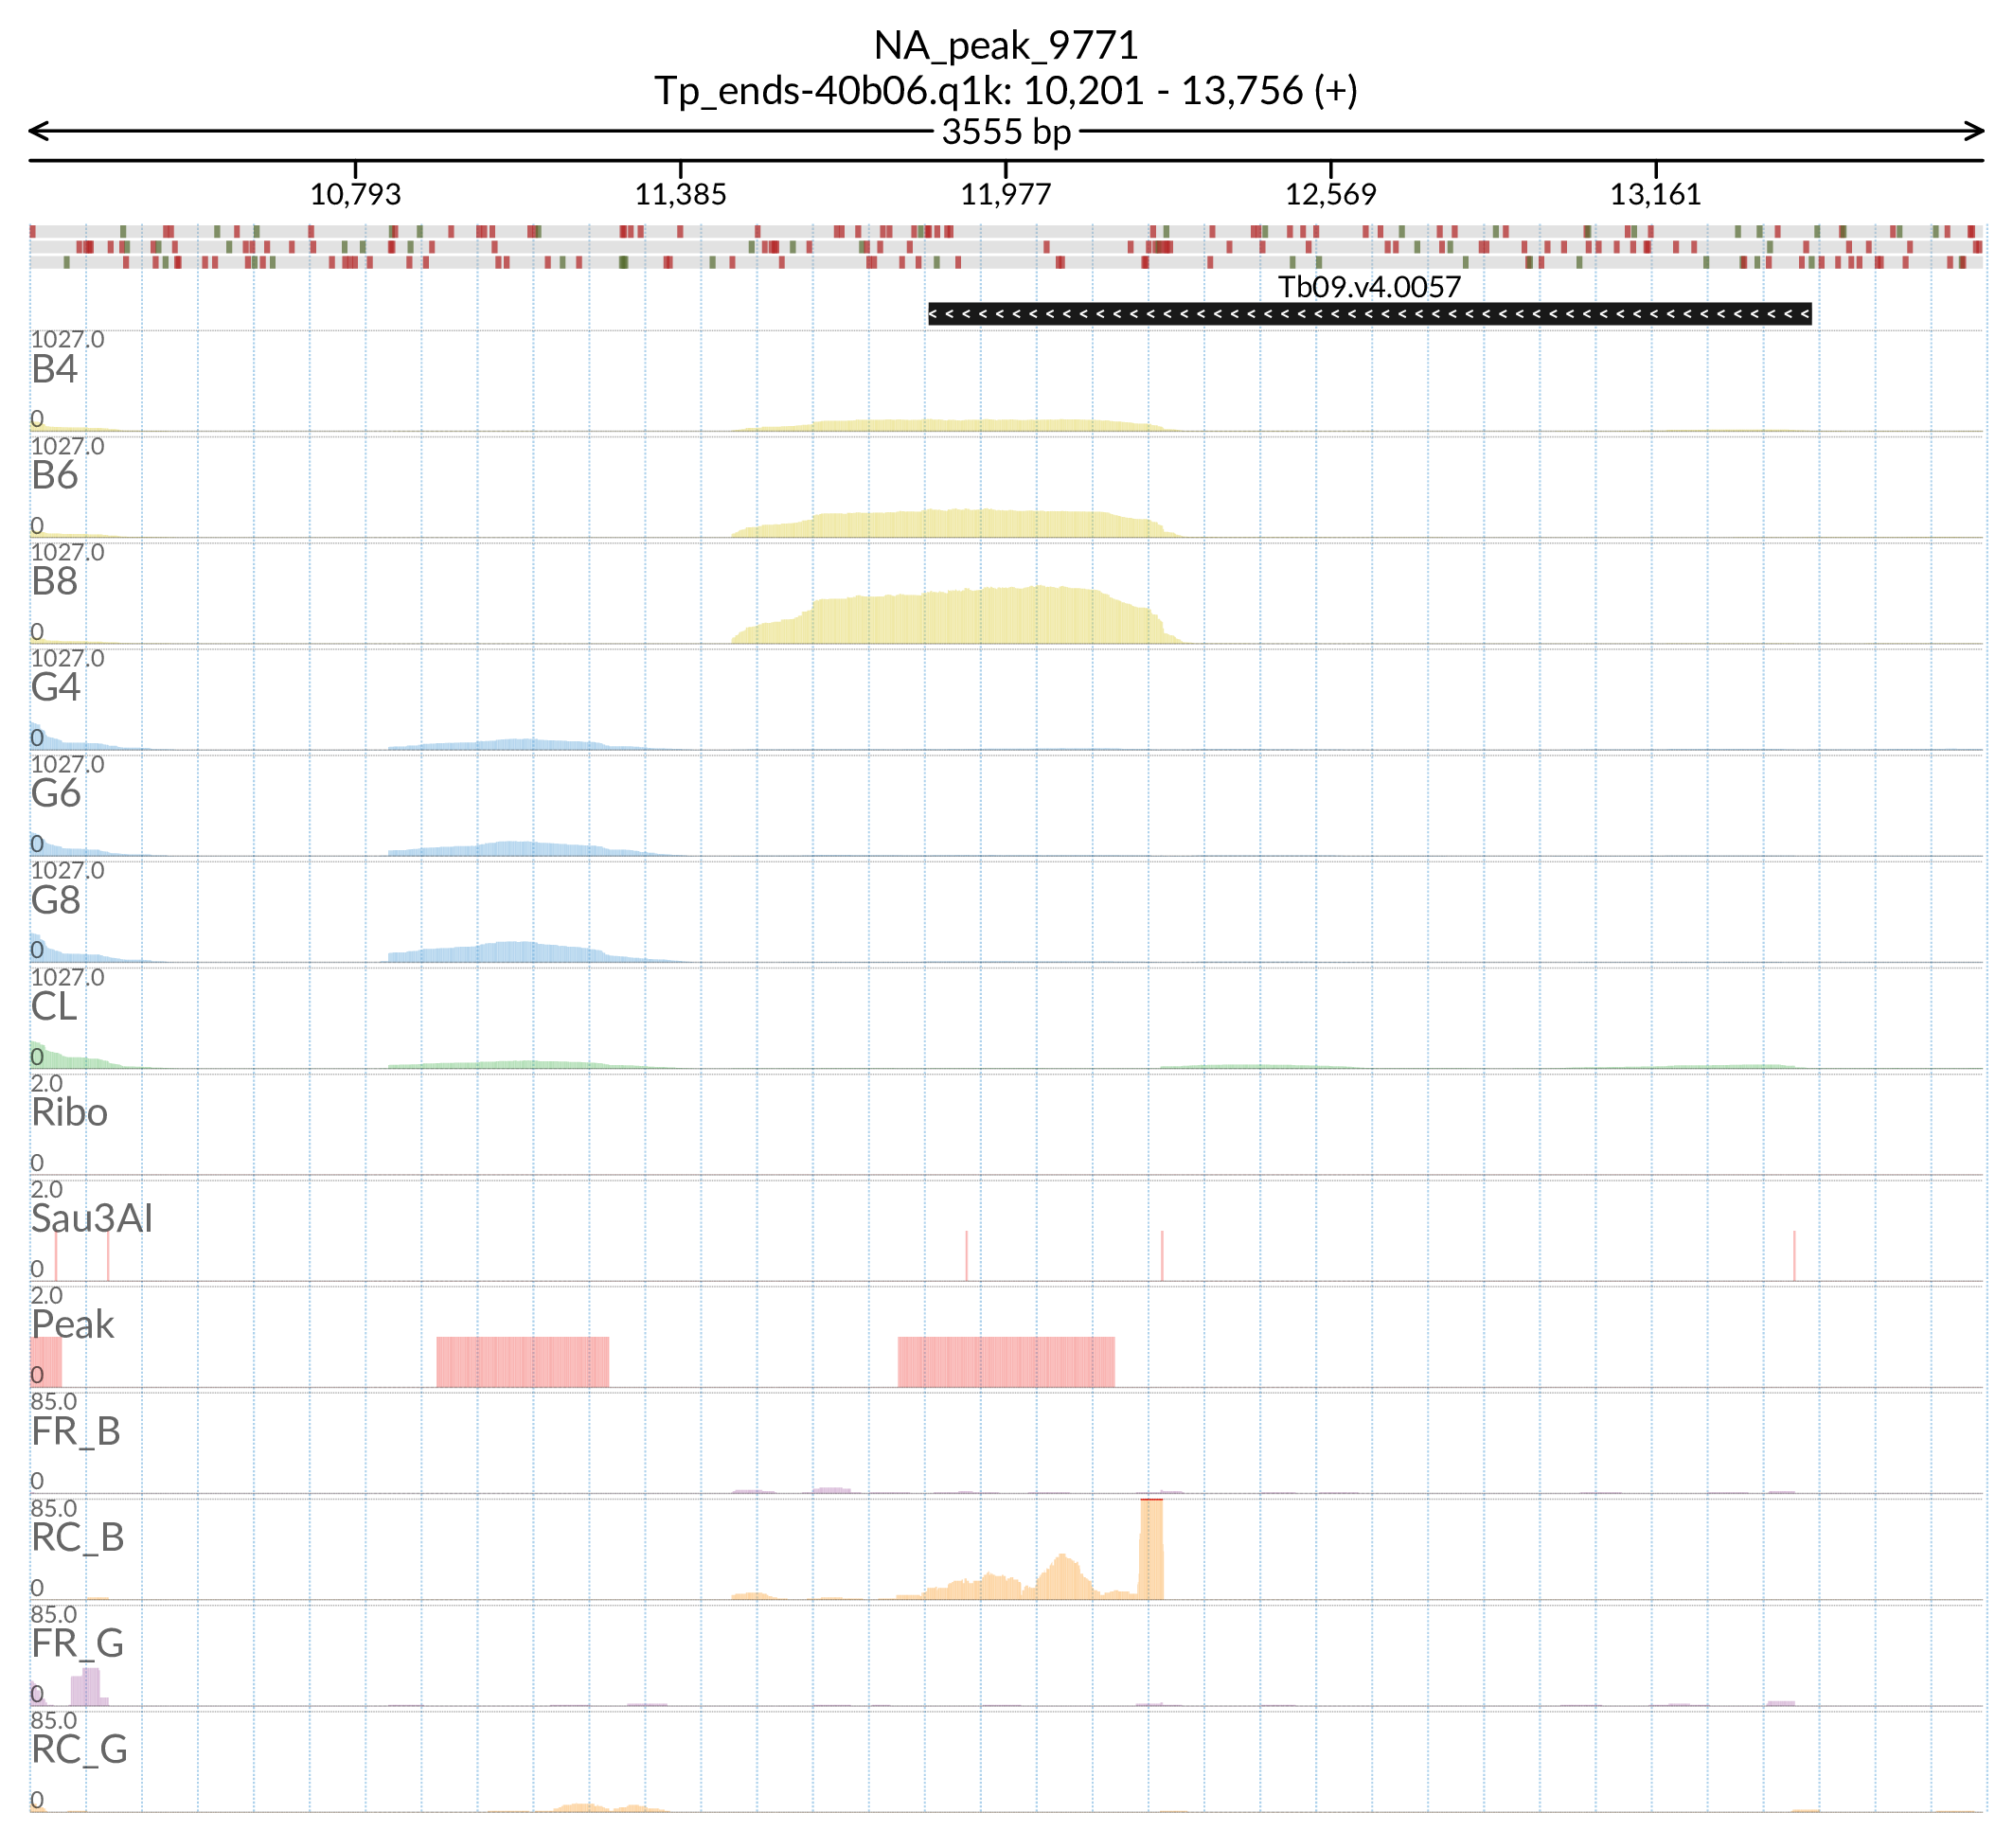 NA_peak_9771
Tp_ends-40b06.q1k: 10,201 - 13,756 (+)
3555 bp
10,793 11,385 11,977 12,569 13,161
Tb09.v4.0057
< < < < < < < < < < < < < < < < < < < < < < < < < < < < < < < < < < < < < < < < < < < < < < < < < < < < <
1027.0
B4
0
1027.0
B6
0
1027.0
B8
0
1027.0
G4
0
1027.0
G6
0
1027.0
G8
0
1027.0
CL
0
2.0
Ribo
0
2.0
Sau3AI
0
2.0
Peak
0
85.0
FR_B
0
85.0
RC_B
0
85.0
FR_G
0
85.0
RC_G
0